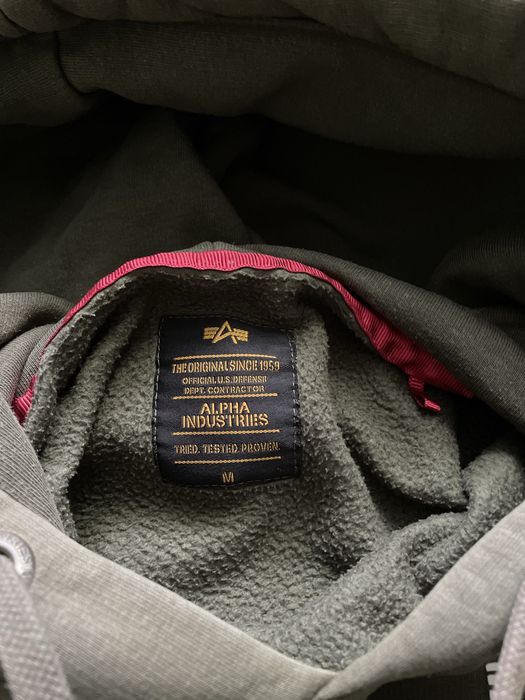 THE ORIGINAL SINCE 1959
OFFICIAL U.S. DEFENSE
DEPT. CONTRACTOR
ALPHA
INDUSTRIES
TRIED. TESTED. PROVEN.
M